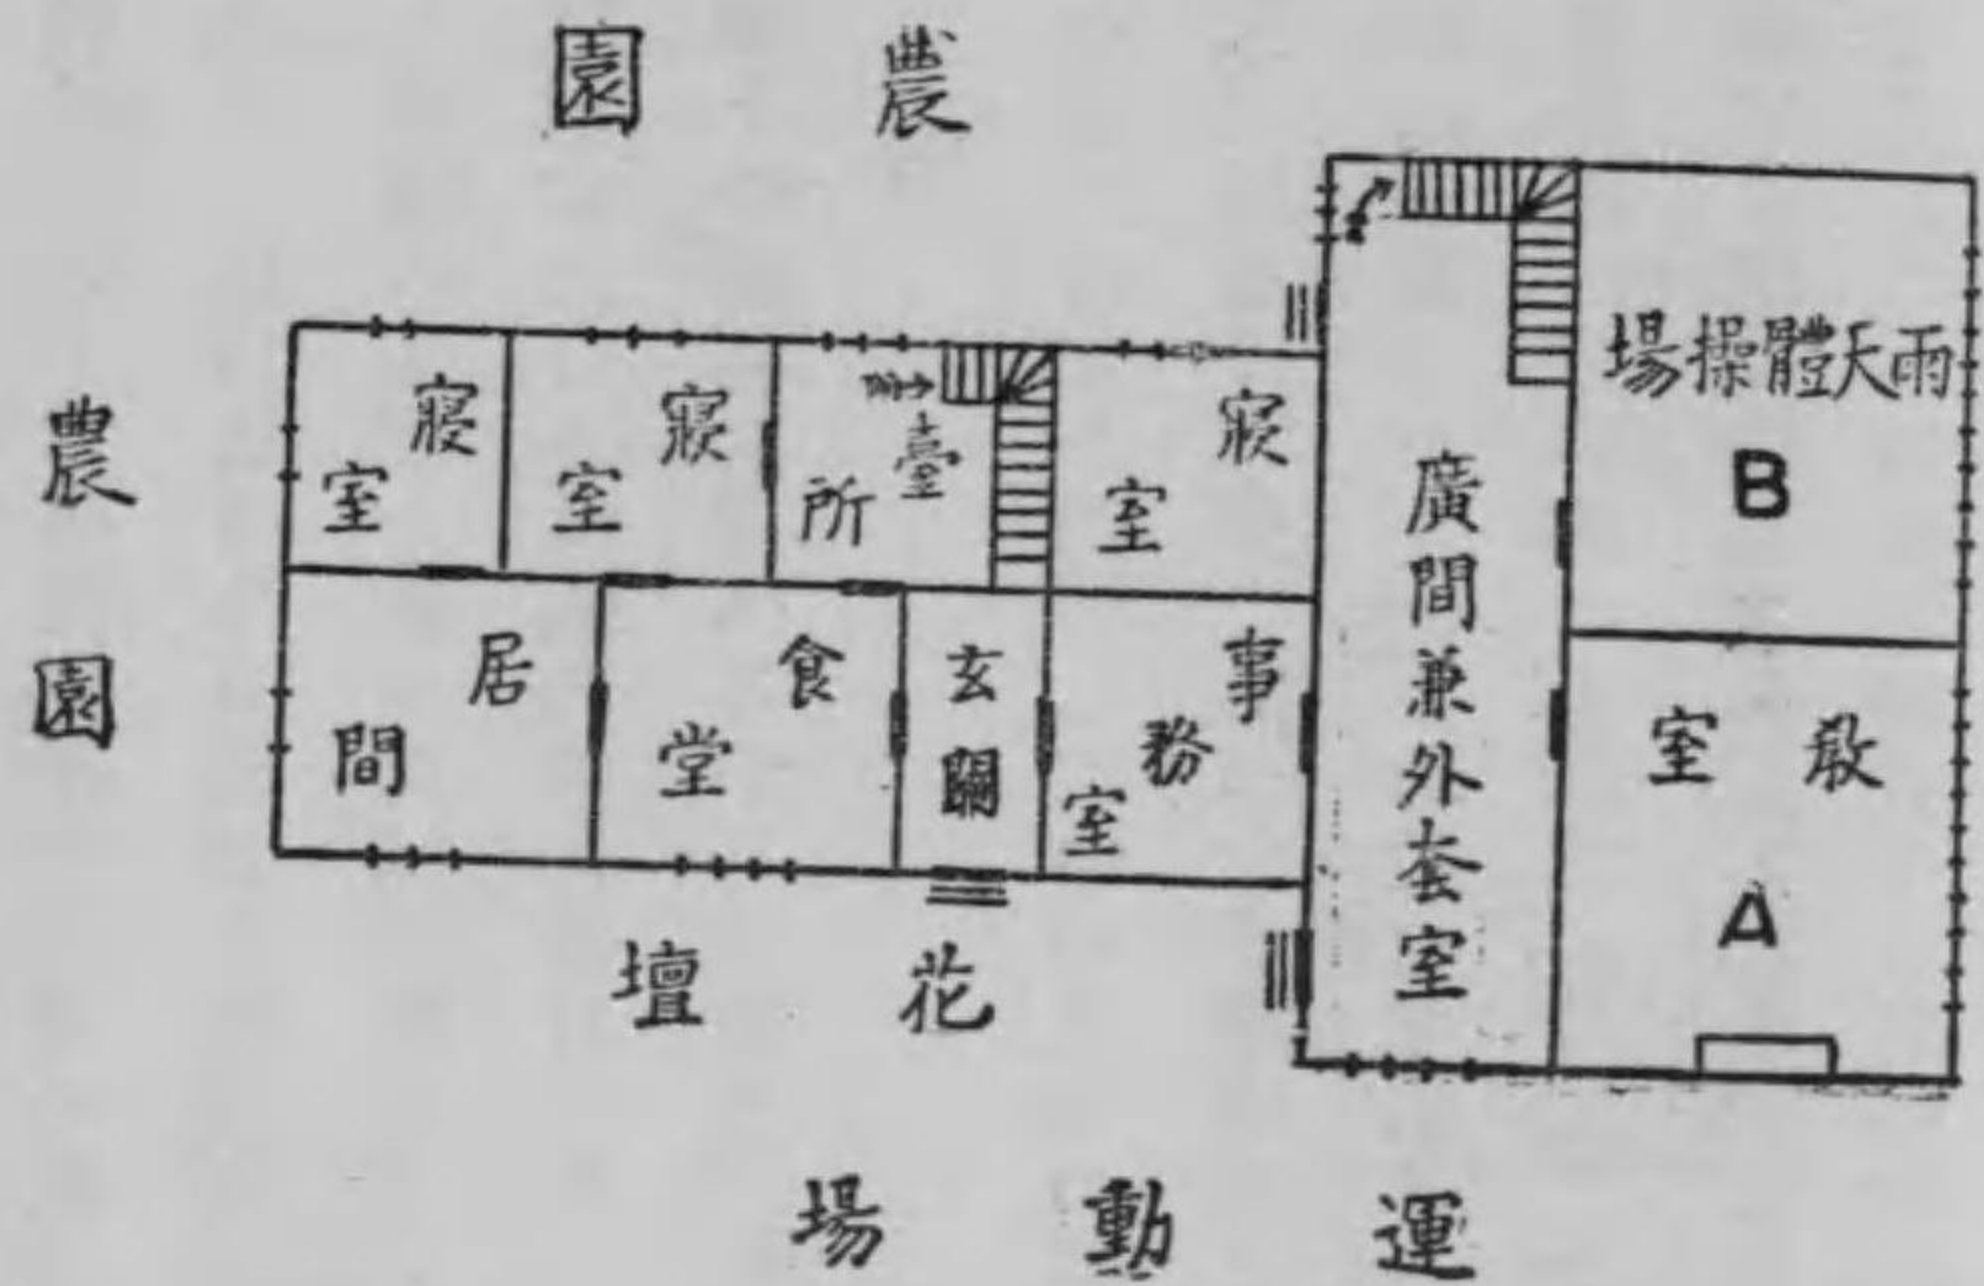 農園
農園
雨天體操場
B
寢室
臺所
寢室
寢室
廣間兼外套室
教室
A
事務室
玄關
食堂
居間
花壇
運動場